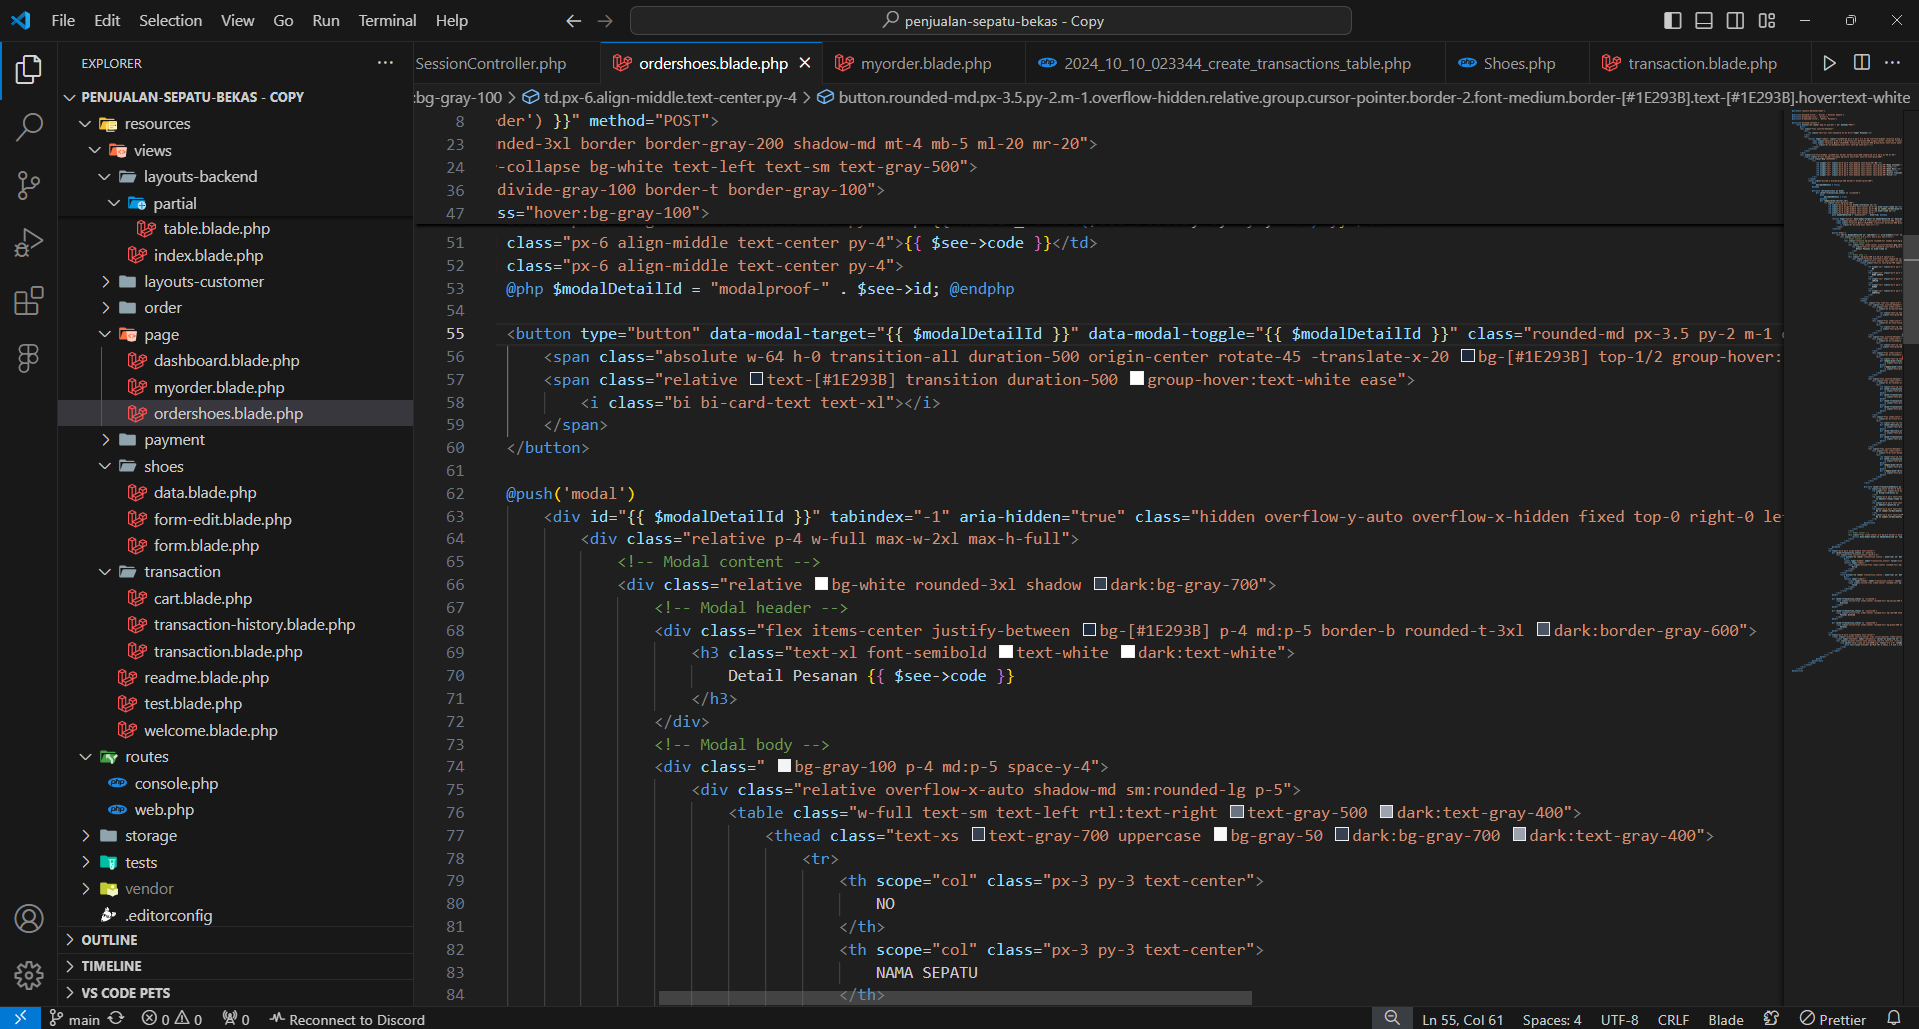 File Edit Selection View Go Run Terminal Help
penjualan-sepatu-bekas - Copy
EXPLORER
SessionController.php
ordershoes.blade.php
myorder.blade.php
2024_10_10_023344_create_transactions_table.php
Shoes.php
transaction.blade.php
PENJUALAN-SEPATU-BEKAS - COPY
resources
views
layouts-backend
partial
table.blade.php
index.blade.php
layouts-customer
order
page
dashboard.blade.php
myorder.blade.php
ordershoes.blade.php
payment
shoes
data.blade.php
form-edit.blade.php
form.blade.php
transaction
cart.blade.php
transaction-history.blade.php
transaction.blade.php
readme.blade.php
test.blade.php
welcome.blade.php
routes
console.php
web.php
storage
tests
vendor
.editorconfig
OUTLINE
TIMELINE
VS CODE PETS
:bg-gray-100 > td.px-6.align-middle.text-center.py-4 > button.rounded-md.px-3.5.py-2.m-1.overflow-hidden.relative.group.cursor-pointer.border-2.font-medium.border-[#1E293B].text-[#1E293B].hover:text-white
8 der') }}" method="POST">
23 nded-3xl border border-gray-200 shadow-md mt-4 mb-5 ml-20 mr-20">
24 -collapse bg-white text-left text-sm text-gray-500">
36 divide-gray-100 border-t border-gray-100">
47 ss="hover:bg-gray-100">
51 class="px-6 align-middle text-center py-4">{{ $see->code }}</td>
52 class="px-6 align-middle text-center py-4">
53 @php $modalDetailId = "modalproof-" . $see->id; @endphp
54
55 <button type="button" data-modal-target="{{ $modalDetailId }}" data-modal-toggle="{{ $modalDetailId }}" class="rounded-md px-3.5 py-2 m-1
56 <span class="absolute w-64 h-0 transition-all duration-500 origin-center rotate-45 -translate-x-20 bg-[#1E293B] top-1/2 group-hover:
57 <span class="relative text-[#1E293B] transition duration-500 group-hover:text-white ease">
58 <i class="bi bi-card-text text-xl"></i>
59 </span>
60 </button>
61
62 @push('modal')
63 <div id="{{ $modalDetailId }}" tabindex="-1" aria-hidden="true" class="hidden overflow-y-auto overflow-x-hidden fixed top-0 right-0 le
64 <div class="relative p-4 w-full max-w-2xl max-h-full">
65 <!-- Modal content -->
66 <div class="relative bg-white rounded-3xl shadow dark:bg-gray-700">
67 <!-- Modal header -->
68 <div class="flex items-center justify-between bg-[#1E293B] p-4 md:p-5 border-b rounded-t-3xl dark:border-gray-600">
69 <h3 class="text-xl font-semibold text-white dark:text-white">
70 Detail Pesanan {{ $see->code }}
71 </h3>
72 </div>
73 <!-- Modal body -->
74 <div class=" bg-gray-100 p-4 md:p-5 space-y-4">
75 <div class="relative overflow-x-auto shadow-md sm:rounded-lg p-5">
76 <table class="w-full text-sm text-left rtl:text-right text-gray-500 dark:text-gray-400">
77 <thead class="text-xs text-gray-700 uppercase bg-gray-50 dark:bg-gray-700 dark:text-gray-400">
78 <tr>
79 <th scope="col" class="px-3 py-3 text-center">
80 NO
81 </th>
82 <th scope="col" class="px-3 py-3 text-center">
83 NAMA SEPATU
84 </th>
main 0 0 0 Reconnect to Discord
Ln 55, Col 61 Spaces: 4 UTF-8 CRLF Blade Prettier